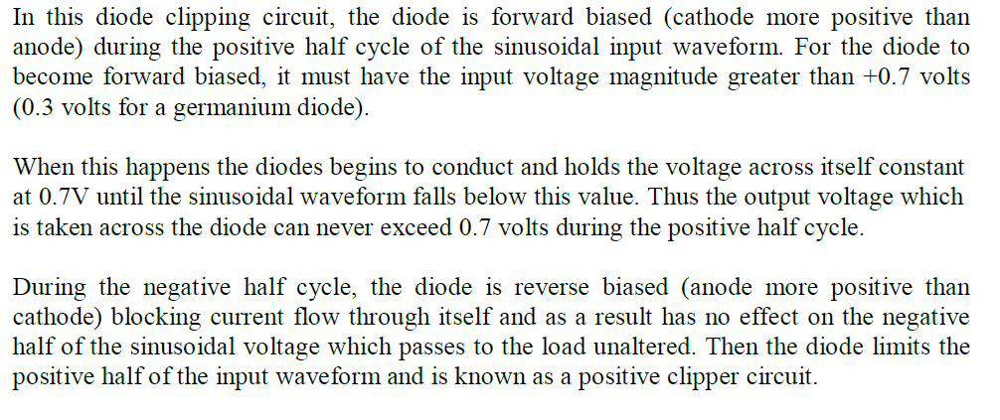 In this diode clipping circuit, the diode is forward biased (cathode more positive than
anode) during the positive half cycle of the sinusoidal input waveform. For the diode to
become forward biased, it must have the input voltage magnitude greater than +0.7 volts
(0.3 volts for a germanium diode).
When this happens the diodes begins to conduct and holds the voltage across itself constant
at 0.7V until the sinusoidal waveform falls below this value. Thus the output voltage which
is taken across the diode can never exceed 0.7 volts during the positive half cycle.
During the negative half cycle, the diode is reverse biased (anode more positive than
cathode) blocking current flow through itself and as a result has no effect on the negative
half of the sinusoidal voltage which passes to the load unaltered. Then the diode limits the
positive half of the input waveform and is known as a positive clipper circuit.